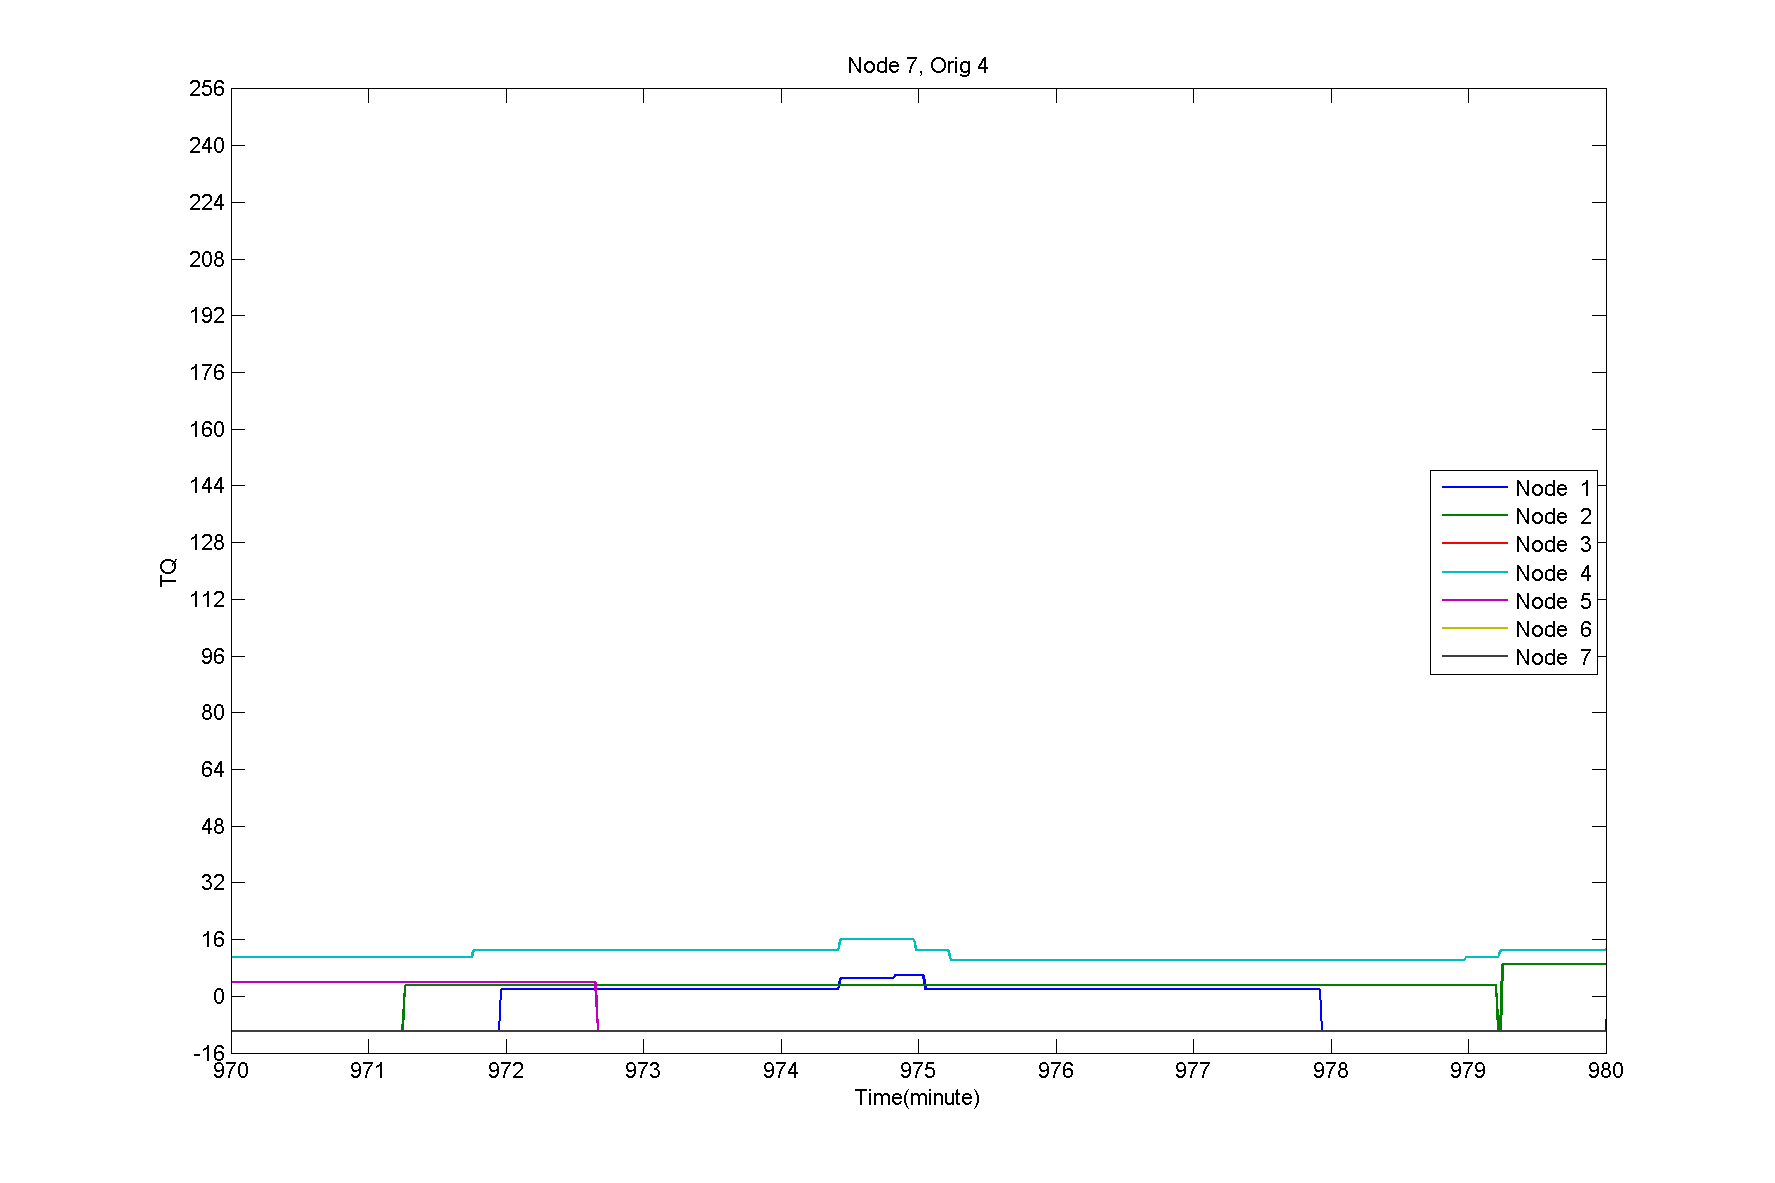 Node 7, Orig 4
256
240
224
208
192
176
160
144
128
112
96
80
64
48
32
16
0
-16
TQ
Node 1
Node 2
Node 3
Node 4
Node 5
Node 6
Node 7
970 971 972 973 974 975 976 977 978 979 980
Time(minute)